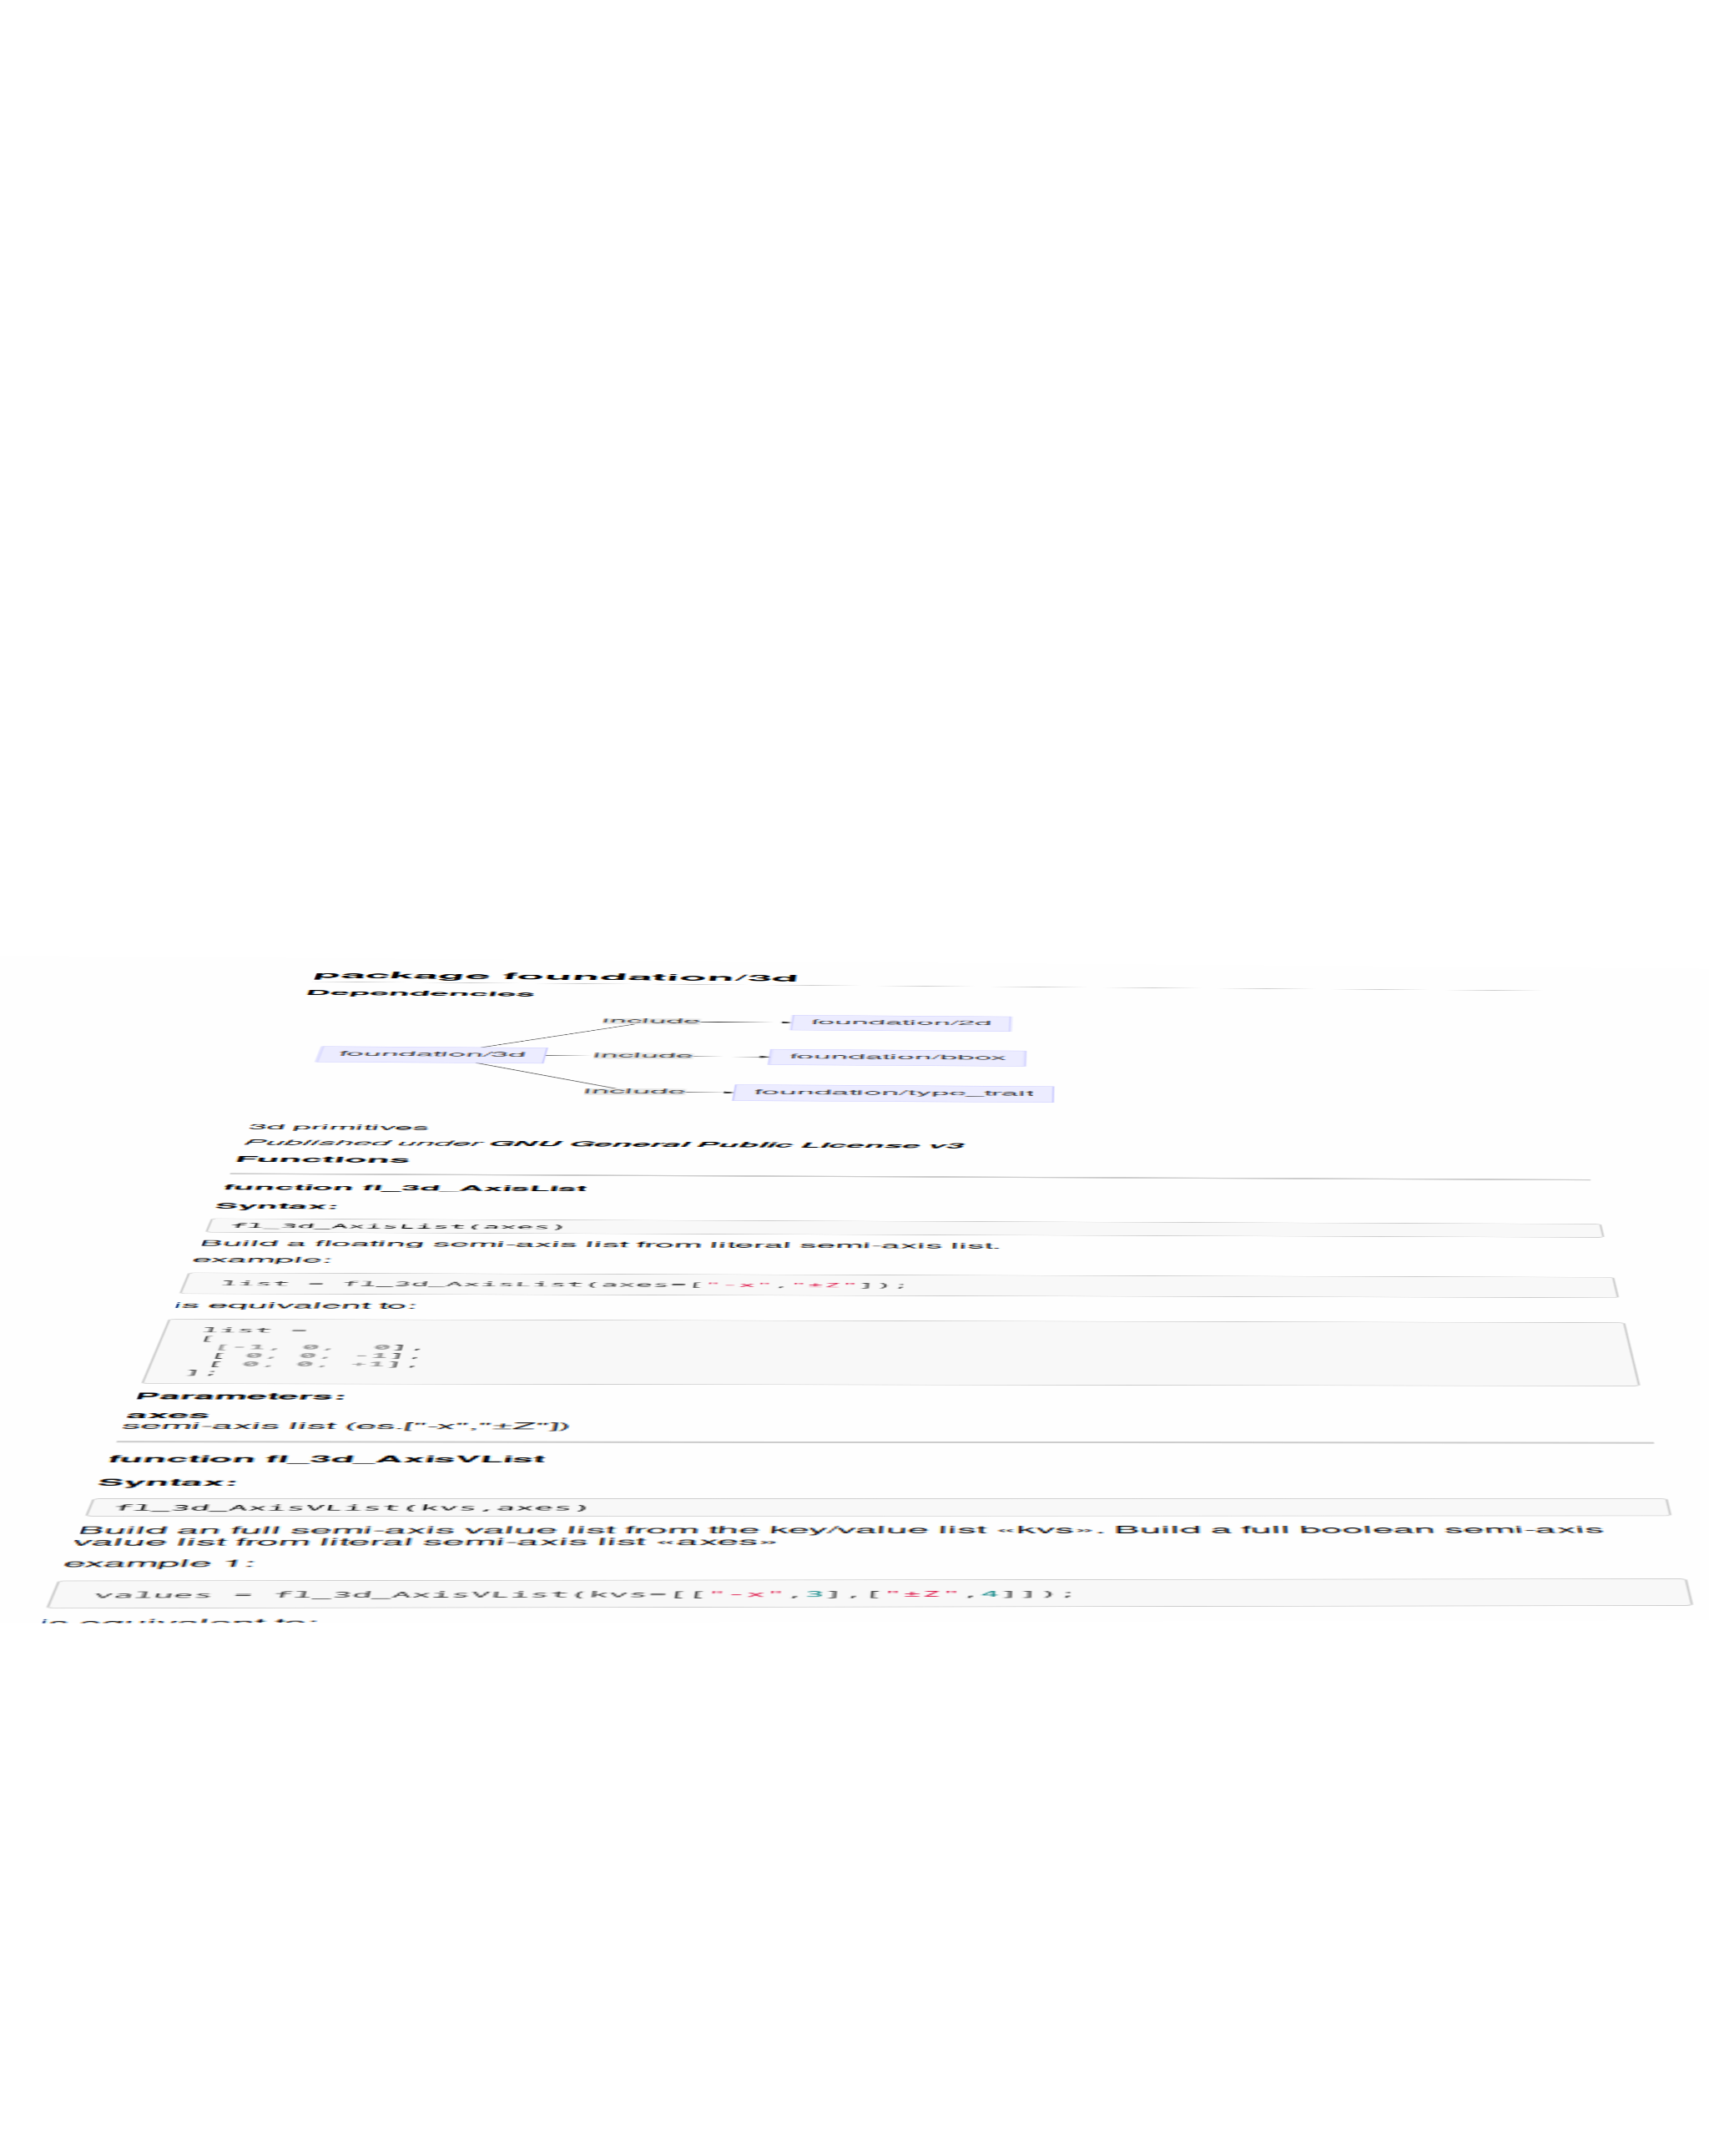 package foundation/3d
Dependencies
include
foundation/2d
foundation/3d
include
foundation/bbox
include
foundation/type_trait
3d primitives
Published under GNU General Public License v3
Functions
function fl_3d_AxisList
Syntax:
fl_3d_AxisList(axes)
Build a floating semi-axis list from literal semi-axis list.
example:
list = fl_3d_AxisList(axes=["-x","±Z"]);
is equivalent to:
list =
[
[-1, 0, 0],
[ 0, 0, -1],
[ 0, 0, +1],
];
Parameters:
axes
semi-axis list (es.["-x","±Z"])
function fl_3d_AxisVList
Syntax:
fl_3d_AxisVList(kvs,axes)
Build an full semi-axis value list from the key/value list «kvs». Build a full boolean semi-axis
value list from literal semi-axis list «axes»
example 1:
values = fl_3d_AxisVList(kvs=[["-x",3],["±Z",4]]);
is equivalent to: